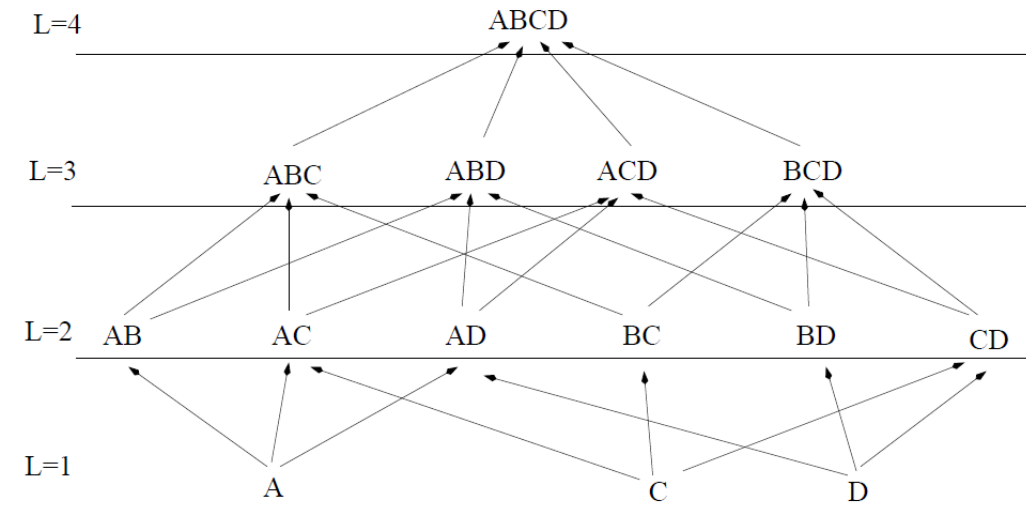 L=4 ABCD
L=3 ABC ABD ACD BCD
L=2 AB AC AD BC BD CD
L=1 A C D